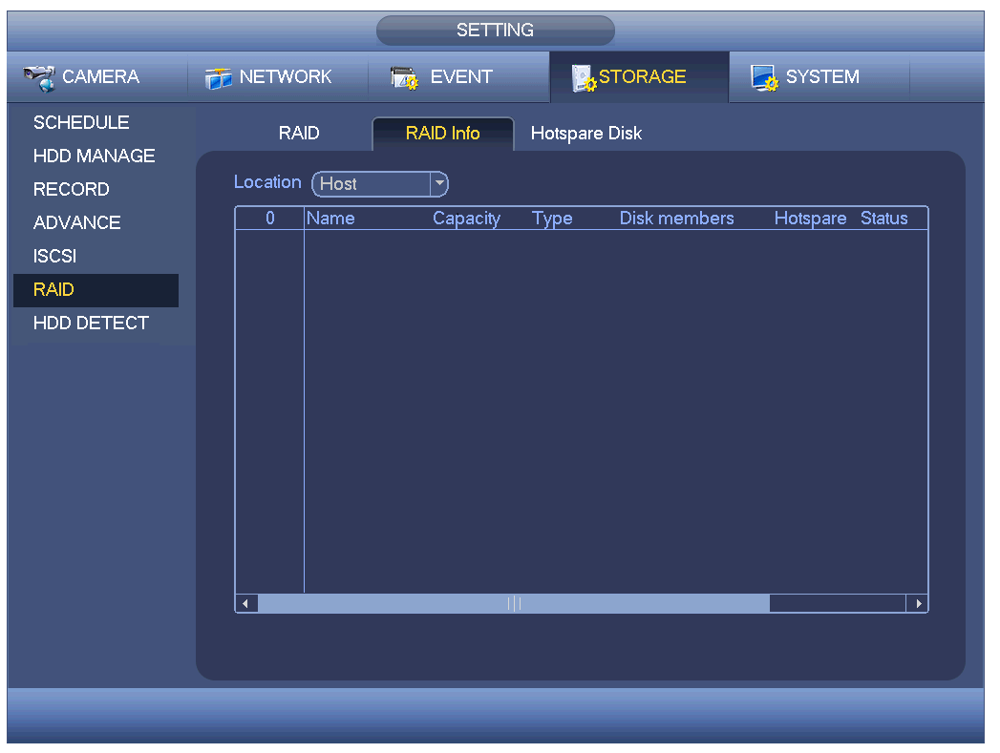 SETTING
CAMERA NETWORK EVENT STORAGE SYSTEM
SCHEDULE
HDD MANAGE
RECORD
ADVANCE
ISCSI
RAID
HDD DETECT
RAID RAID Info Hotspare Disk
Location Host
0 Name Capacity Type Disk members Hotspare Status